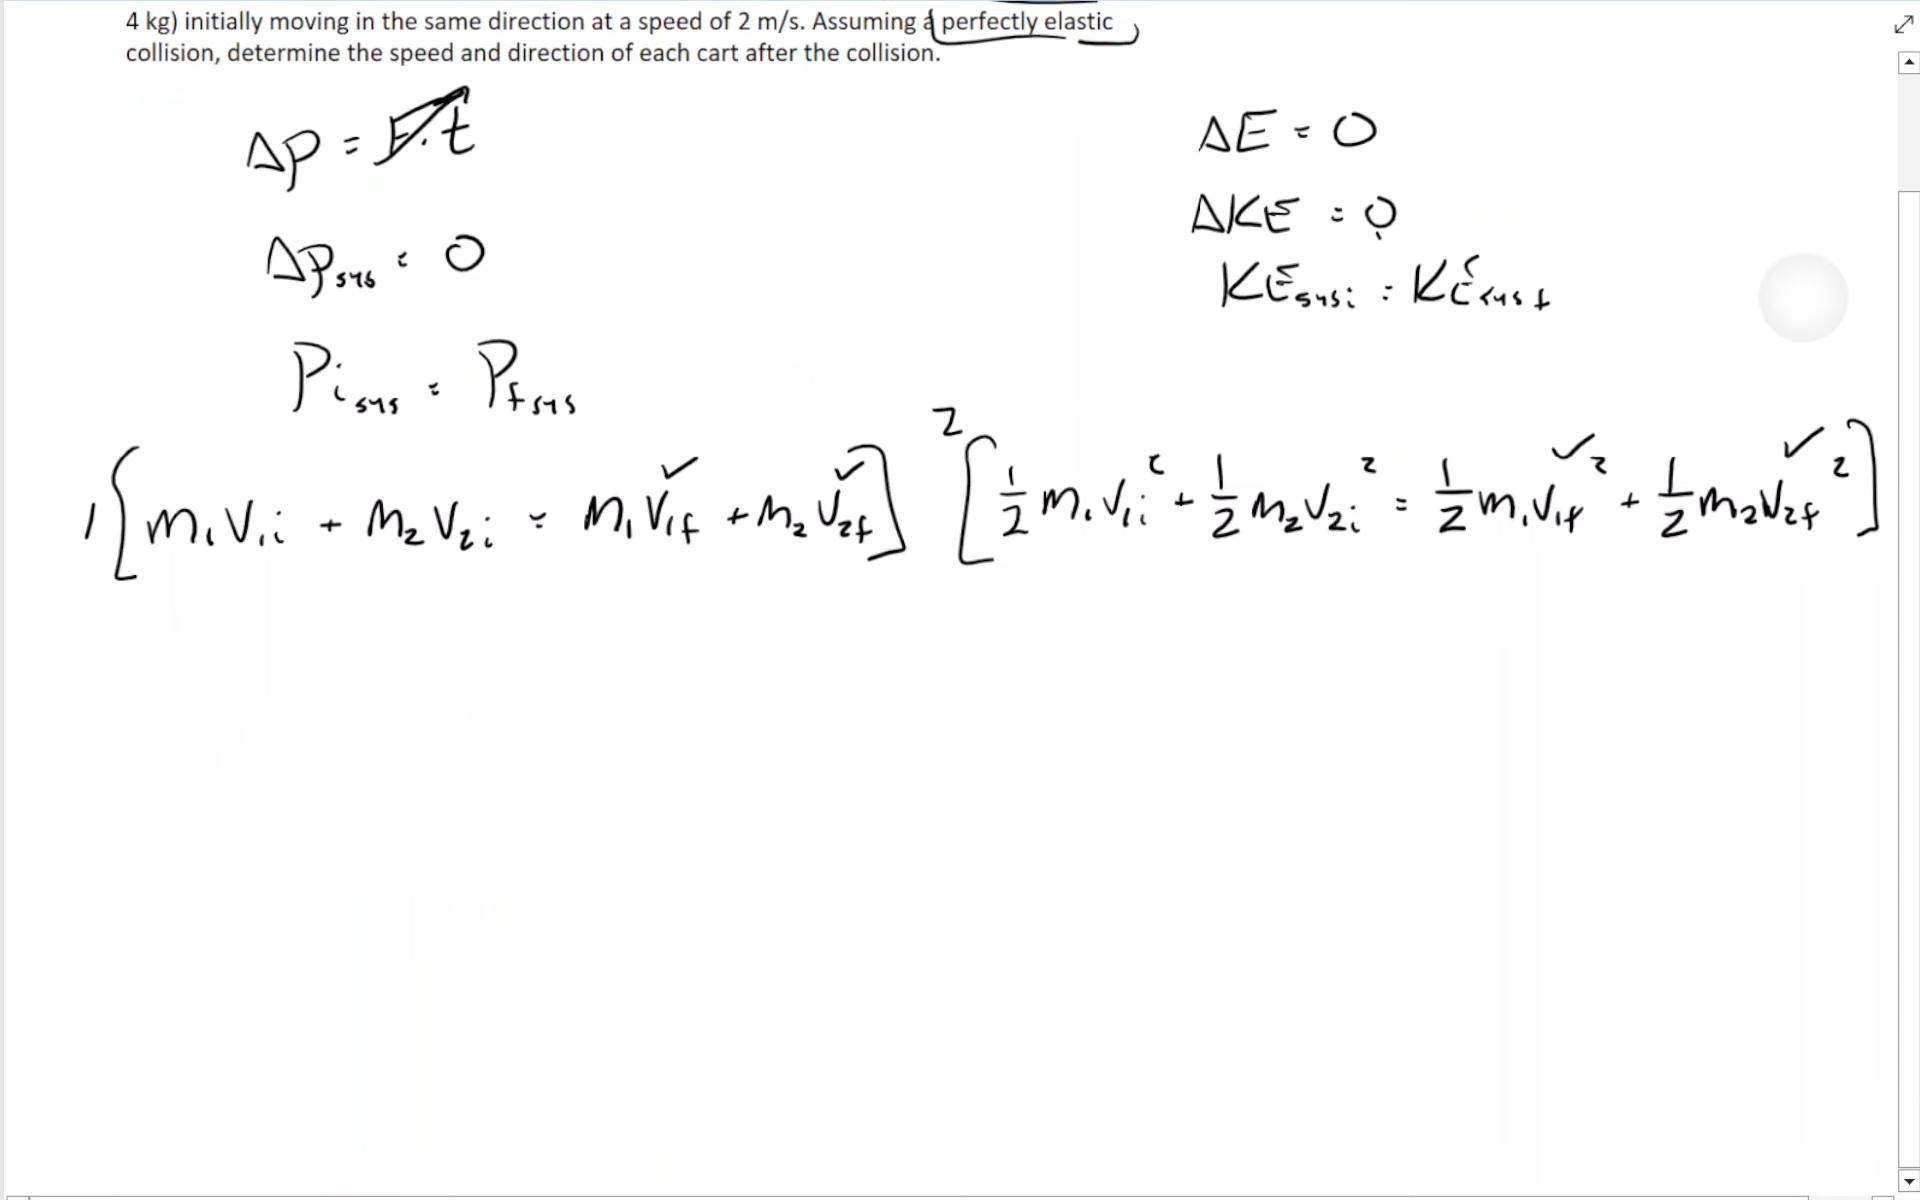 4 kg) initially moving in the same direction at a speed of 2 m/s. Assuming a perfectly elastic
collision, determine the speed and direction of each cart after the collision.
Δp = F·t
Δp_sys = 0
P_i sys = P_f sys
1 [m₁v₁i + m₂v₂i = m₁v₁f + m₂v₂f]
ΔE = 0
ΔKE = 0
KE_sys i = KE_sys f
2 [½m₁v₁i² + ½m₂v₂i² = ½m₁v₁f² + ½m₂v₂f²]